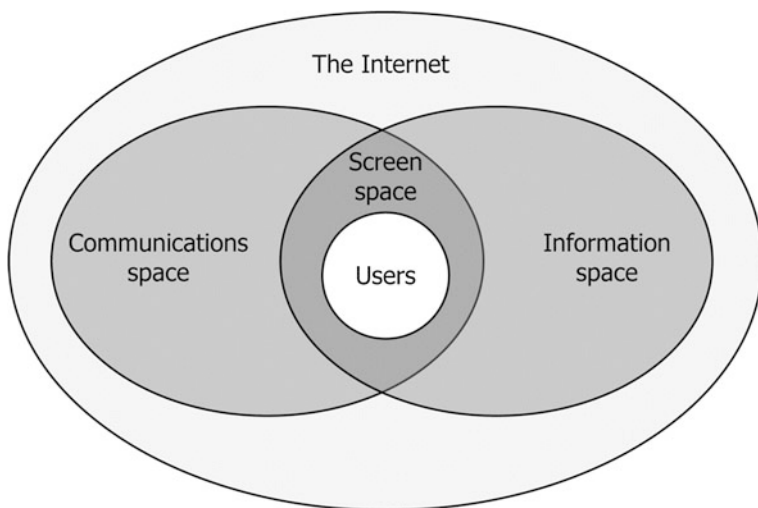 The Internet
Screen
space
Communications
space
Users
Information
space